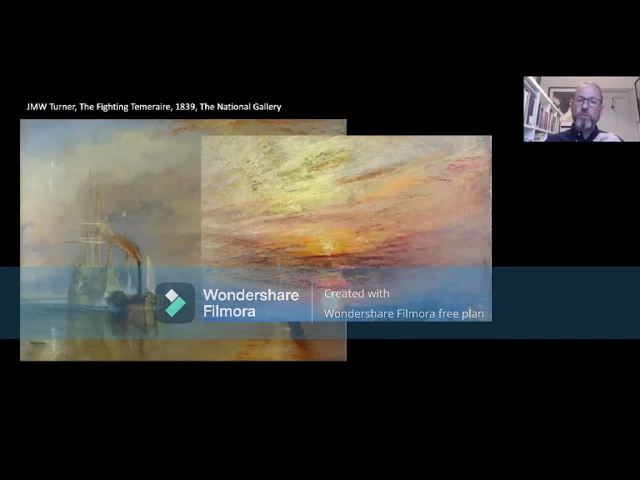 JMW Turner, The Fighting Temeraire, 1839, The National Gallery
Wondershare
Filmora
Created with
Wondershare Filmora free plan